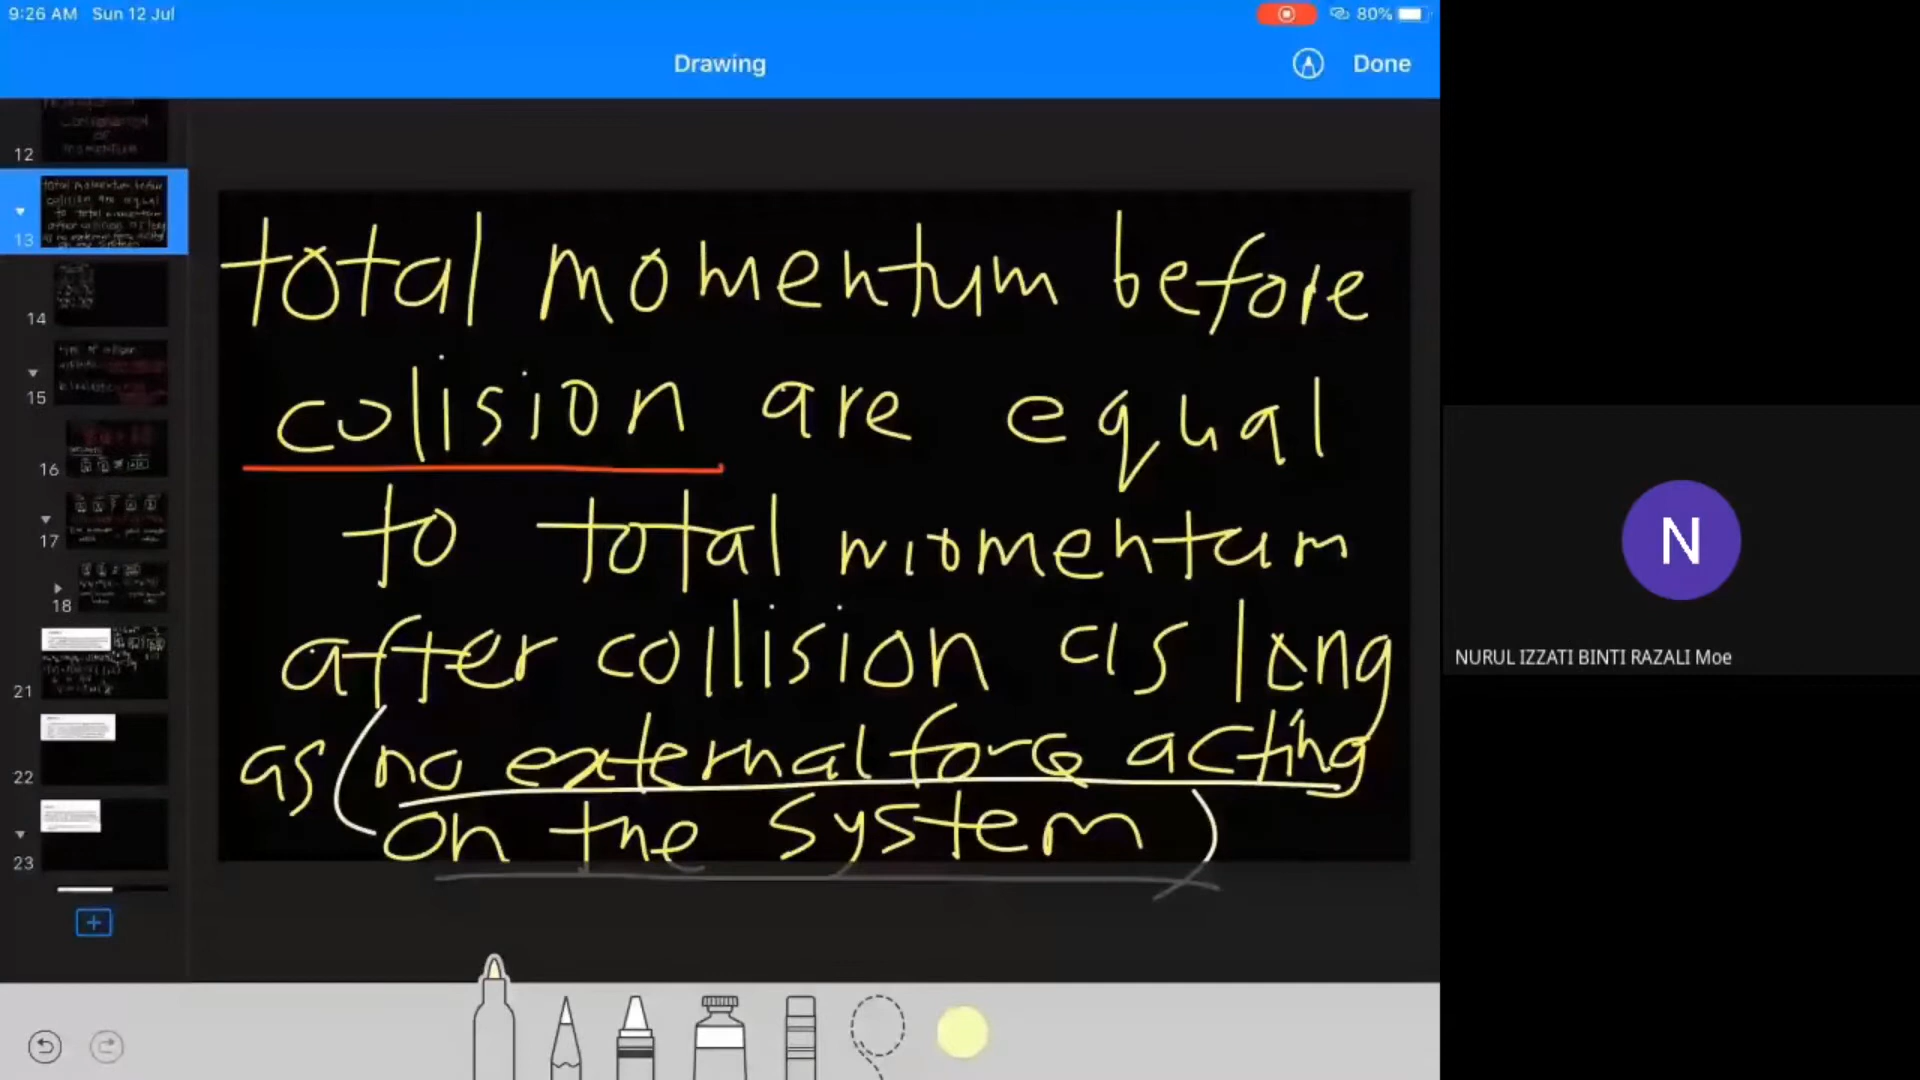 9:26 AM Sun 12 Jul
80%
Drawing
Done
12
13
14
15
16
17
18
21
22
23
total momentum before
colision are equal
to total momentum
after collision as long
as (no external force acting
on the system)
N
NURUL IZZATI BINTI RAZALI Moe